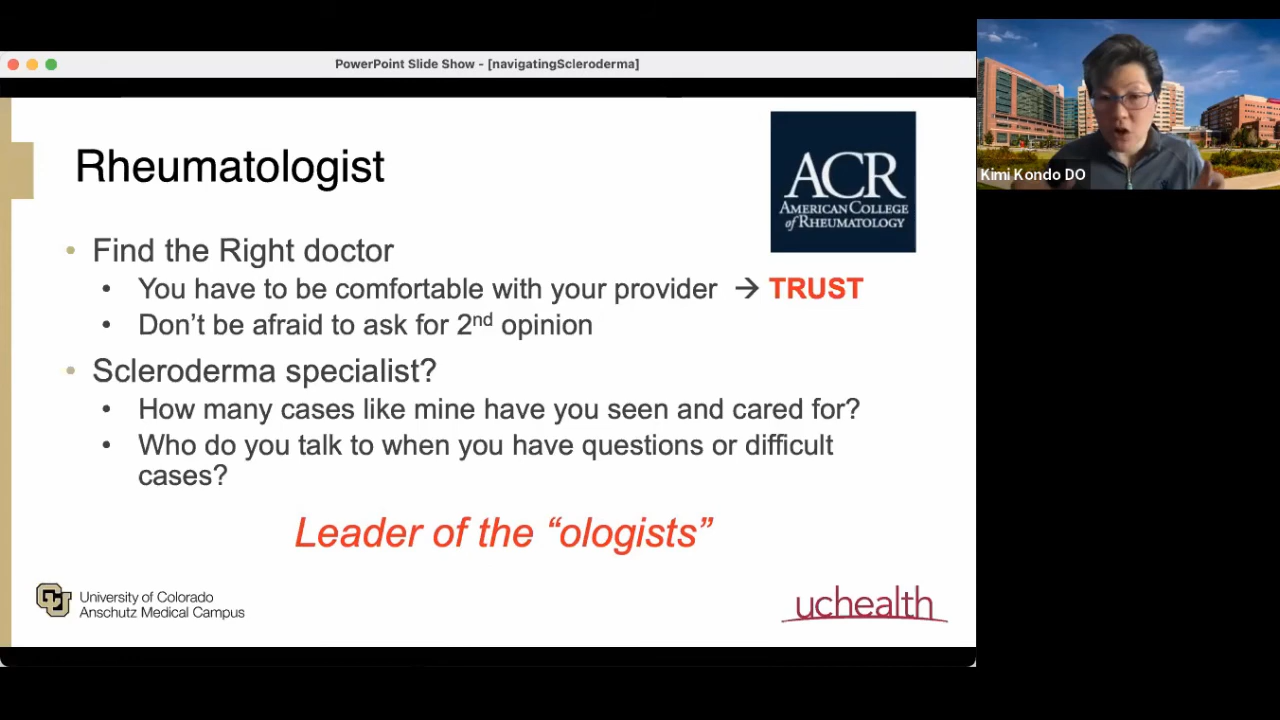 PowerPoint Slide Show - [navigatingScleroderma]
Rheumatologist
ACR
AMERICAN COLLEGE
of RHEUMATOLOGY
• Find the Right doctor
• You have to be comfortable with your provider → TRUST
• Don’t be afraid to ask for 2nd opinion
• Scleroderma specialist?
• How many cases like mine have you seen and cared for?
• Who do you talk to when you have questions or difficult
cases?
Leader of the “ologists”
CU
University of Colorado
Anschutz Medical Campus
uchealth
Kimi Kondo DO